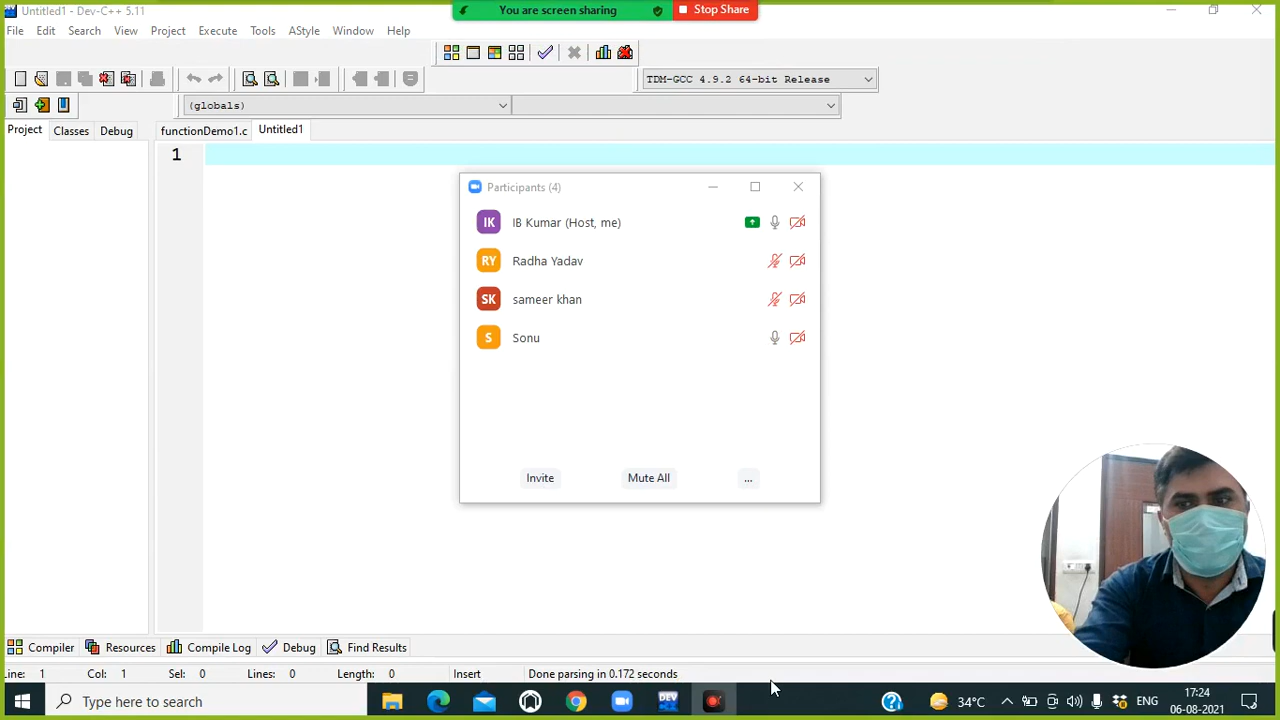 Untitled1 - Dev-C++ 5.11
You are screen sharing
Stop Share
File Edit Search View Project Execute Tools AStyle Window Help
TDM-GCC 4.9.2 64-bit Release
(globals)
Project Classes Debug functionDemo1.c Untitled1
1
Participants (4)
IK IB Kumar (Host, me)
RY Radha Yadav
SK sameer khan
S Sonu
Invite Mute All ...
Compiler Resources Compile Log Debug Find Results
Line: 1 Col: 1 Sel: 0 Lines: 0 Length: 0 Insert Done parsing in 0.172 seconds
Type here to search
DEV
34°C
ENG
17:24
06-08-2021